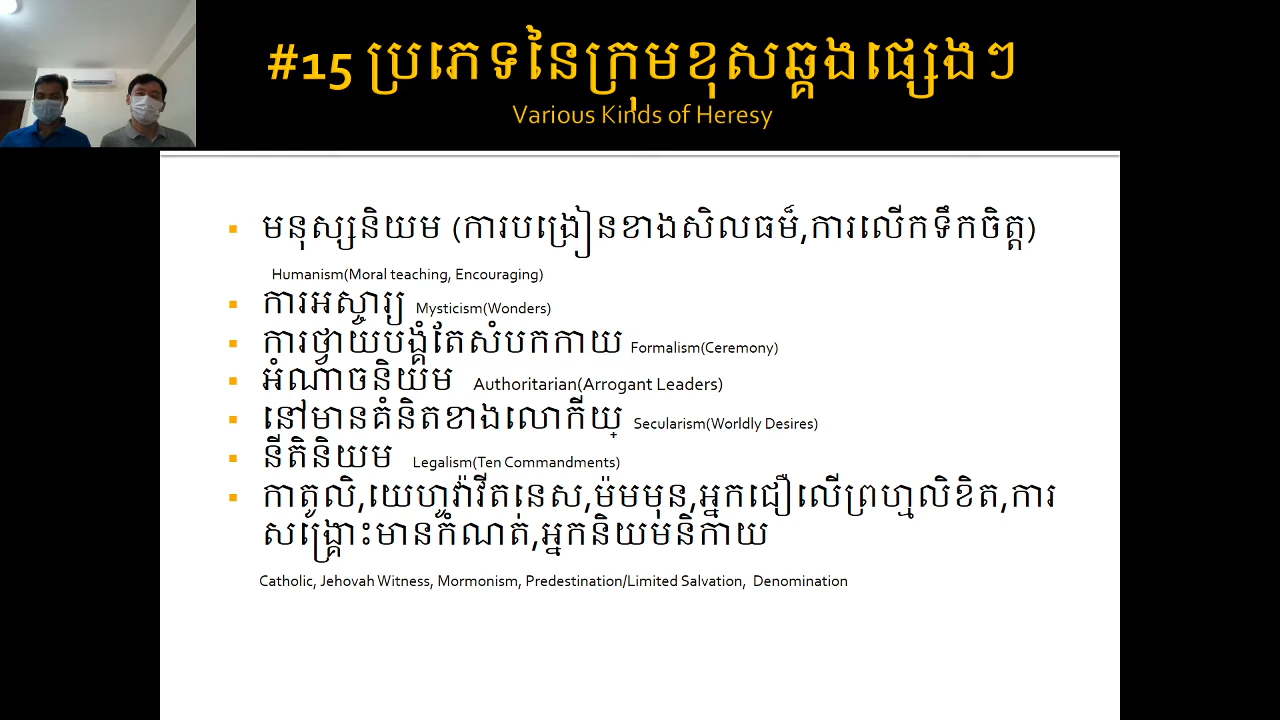 #15 ប្រភេទនៃក្រុមខុសឆ្គងផ្សេងៗ
Various Kinds of Heresy
មនុស្សនិយម (ការបង្រៀនខាងសិលធម៌,ការលើកទឹកចិត្ត)
Humanism(Moral teaching, Encouraging)
ការអស្ចារ្យ Mysticism(Wonders)
ការថ្វាយបង្គំតែសំបកកាយ Formalism(Ceremony)
អំណាចនិយម Authoritarian(Arrogant Leaders)
នៅមានគំនិតខាងលោកីយ្ Secularism(Worldly Desires)
នីតិនិយម Legalism(Ten Commandments)
កាតូលិ,យេហូវ៉ាវីតនេស,ម៉មមុន,អ្នកជឿលើព្រហ្មលិខិត,ការ
សង្គ្រោះមានកំណត់,អ្នកនិយមនិកាយ
Catholic, Jehovah Witness, Mormonism, Predestination/Limited Salvation, Denomination